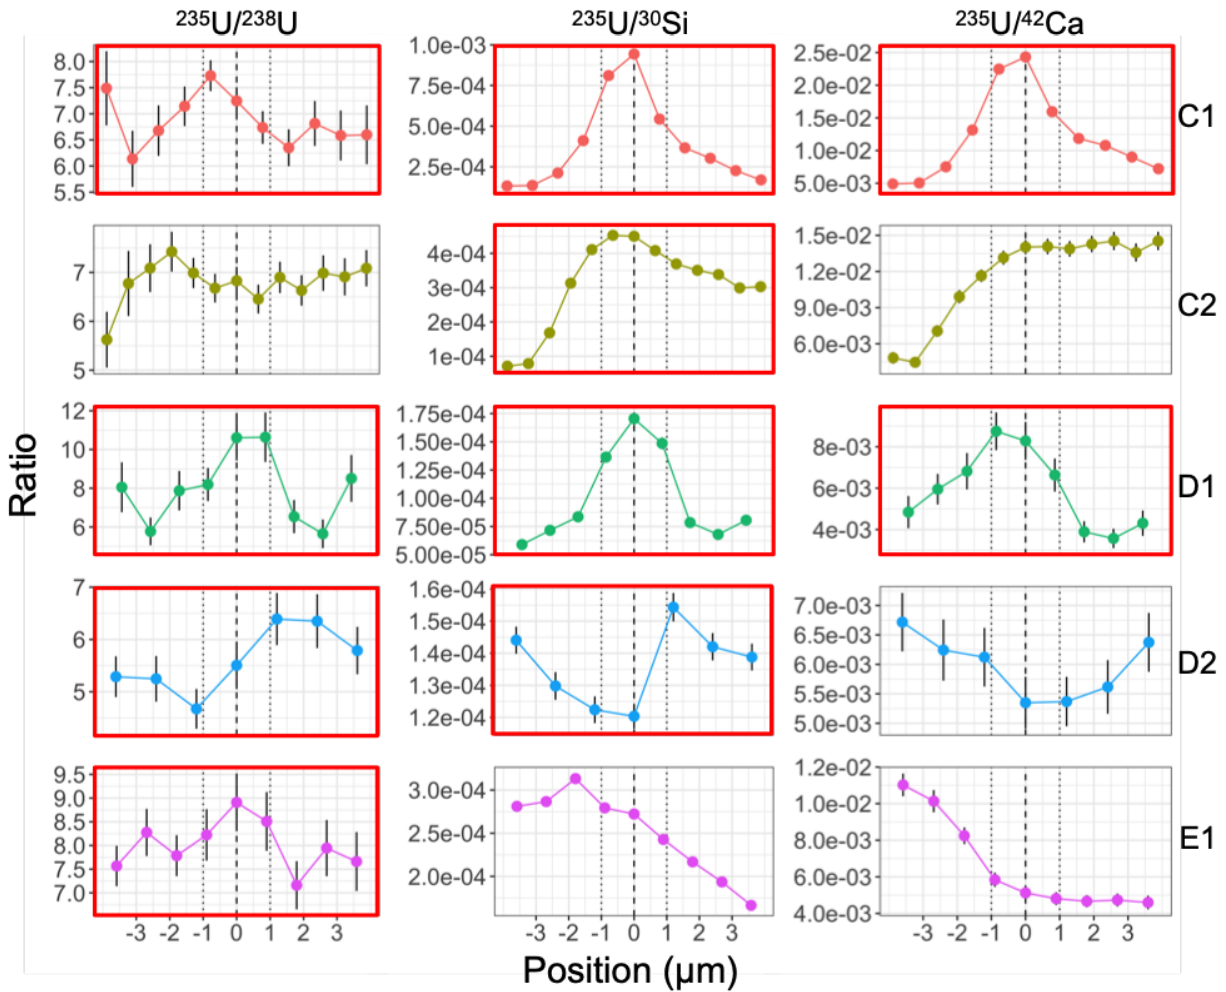 ²³⁵U/²³⁸U ²³⁵U/³⁰Si ²³⁵U/⁴²Ca
8.0 7.5 7.0 6.5 6.0 5.5
1.0e-03 7.5e-04 5.0e-04 2.5e-04
2.5e-02 2.0e-02 1.5e-02 1.0e-02 5.0e-03
C1
7 6 5
4e-04 3e-04 2e-04 1e-04
1.5e-02 1.2e-02 9.0e-03 6.0e-03
C2
Ratio
12 10 8 6
1.75e-04 1.50e-04 1.25e-04 1.00e-04 7.50e-05 5.00e-05
8e-03 6e-03 4e-03
D1
7 6 5
1.6e-04 1.5e-04 1.4e-04 1.3e-04 1.2e-04
7.0e-03 6.5e-03 6.0e-03 5.5e-03 5.0e-03
D2
9.5 9.0 8.5 8.0 7.5 7.0
3.0e-04 2.5e-04 2.0e-04
1.2e-02 1.0e-02 8.0e-03 6.0e-03 4.0e-03
E1
-3 -2 -1 0 1 2 3 -3 -2 -1 0 1 2 3 -3 -2 -1 0 1 2 3
Position (µm)